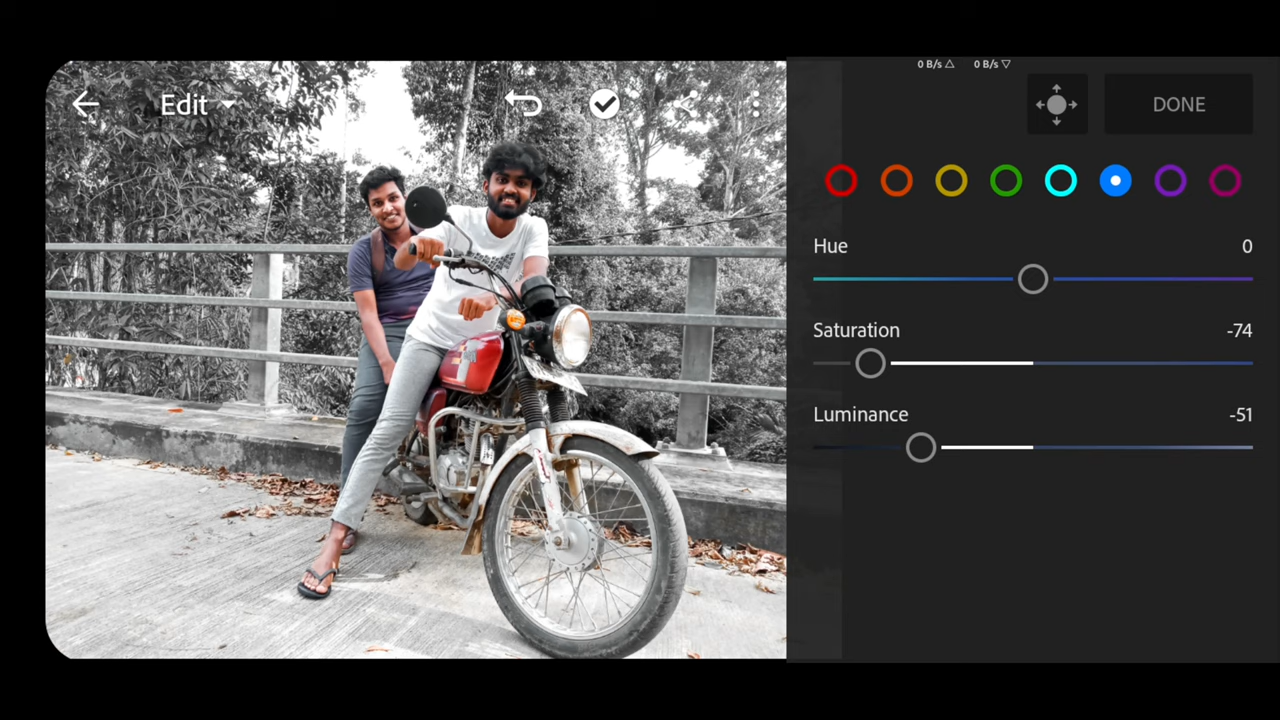 0 B/s △ 0 B/s ▽
Edit
DONE
Hue 0
Saturation -74
Luminance -51